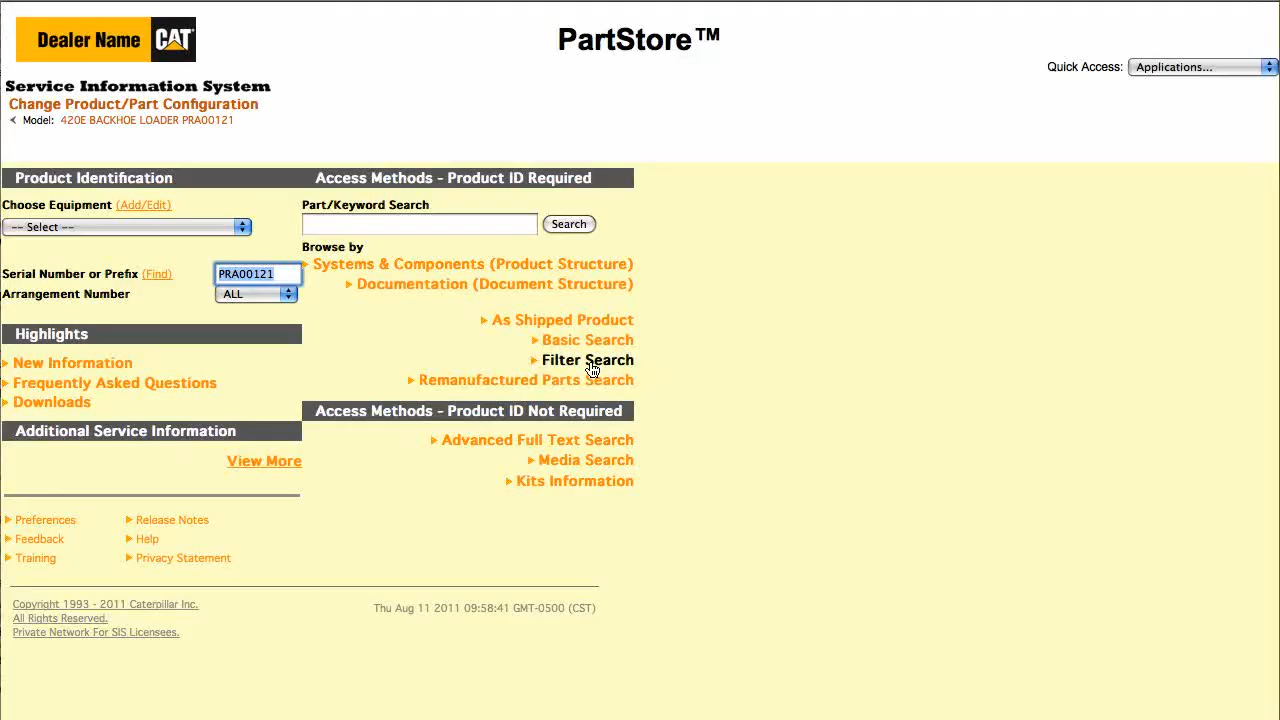 Dealer Name CAT
PartStore™
Quick Access: Applications...
Service Information System
Change Product/Part Configuration
Model: 420E BACKHOE LOADER PRA00121
Product Identification
Choose Equipment (Add/Edit)
-- Select --
Serial Number or Prefix (Find) PRA00121
Arrangement Number ALL
Highlights
New Information
Frequently Asked Questions
Downloads
Additional Service Information
View More
Access Methods - Product ID Required
Part/Keyword Search
Search
Browse by
Systems & Components (Product Structure)
Documentation (Document Structure)
As Shipped Product
Basic Search
Filter Search
Remanufactured Parts Search
Access Methods - Product ID Not Required
Advanced Full Text Search
Media Search
Kits Information
Preferences Release Notes
Feedback Help
Training Privacy Statement
Copyright 1993 - 2011 Caterpillar Inc.
All Rights Reserved.
Private Network For SIS Licensees.
Thu Aug 11 2011 09:58:41 GMT-0500 (CST)